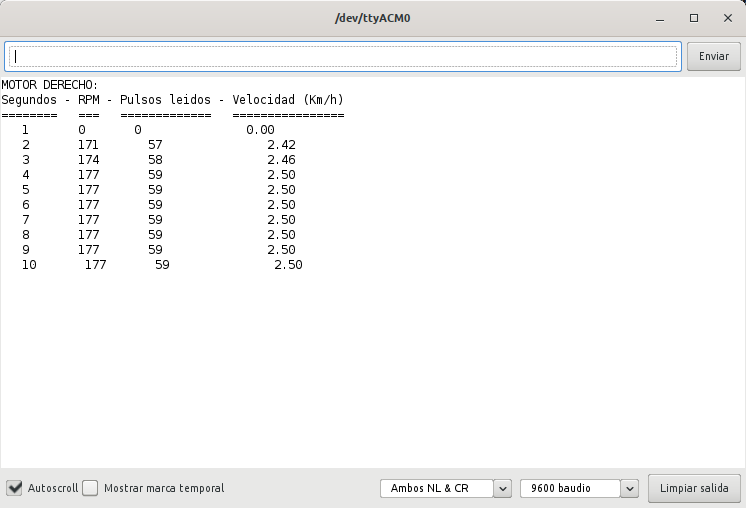 /dev/ttyACM0
Enviar
MOTOR DERECHO:
Segundos - RPM - Pulsos leidos - Velocidad (Km/h)
======== === ============= ================
1 0 0 0.00
2 171 57 2.42
3 174 58 2.46
4 177 59 2.50
5 177 59 2.50
6 177 59 2.50
7 177 59 2.50
8 177 59 2.50
9 177 59 2.50
10 177 59 2.50
Autoscroll Mostrar marca temporal Ambos NL & CR 9600 baudio Limpiar salida